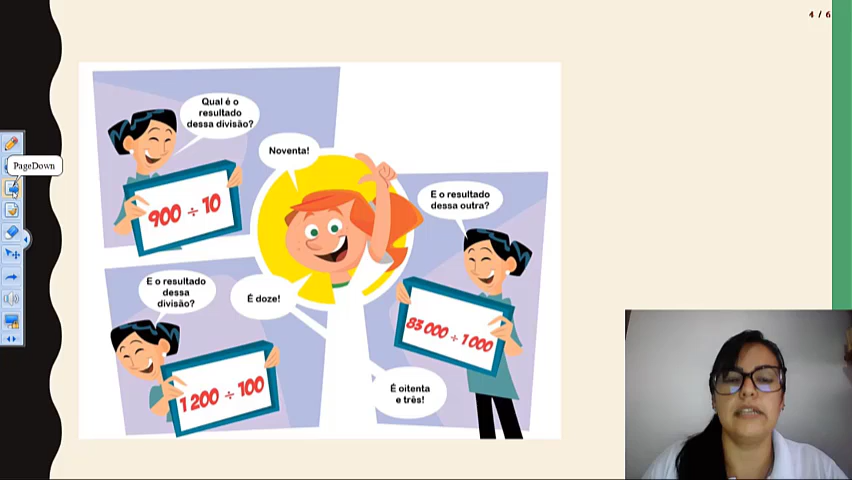 4 / 6
PageDown
Qual é o
resultado
dessa divisão?
900 ÷ 10
Noventa!
E o resultado
dessa outra?
83 000 ÷ 1 000
E o resultado
dessa
divisão?
1 200 ÷ 100
É doze!
É oitenta
e três!